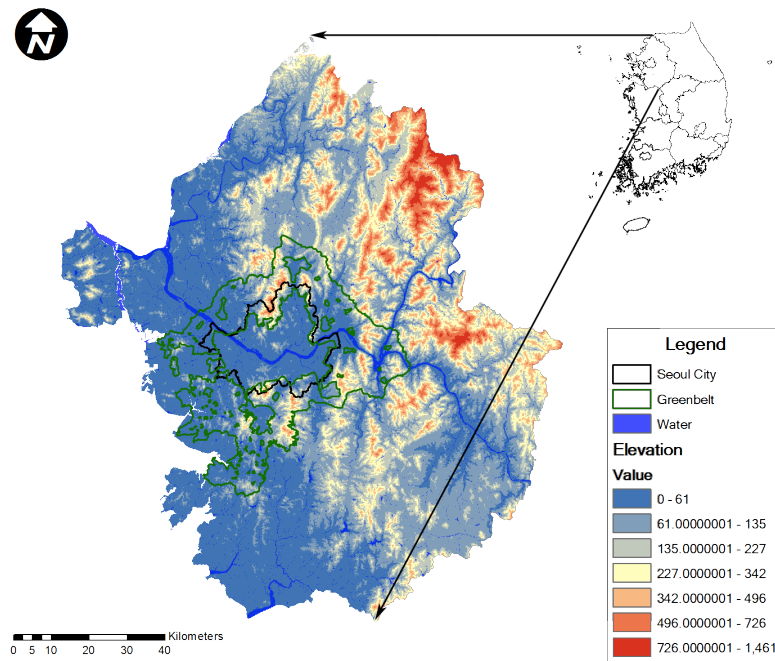 N
Legend
Seoul City
Greenbelt
Water
Elevation
Value
0 - 61
61.00000001 - 135
135.0000001 - 227
227.0000001 - 342
342.0000001 - 496
496.0000001 - 726
726.0000001 - 1,461
Kilometers
0 5 10 20 30 40